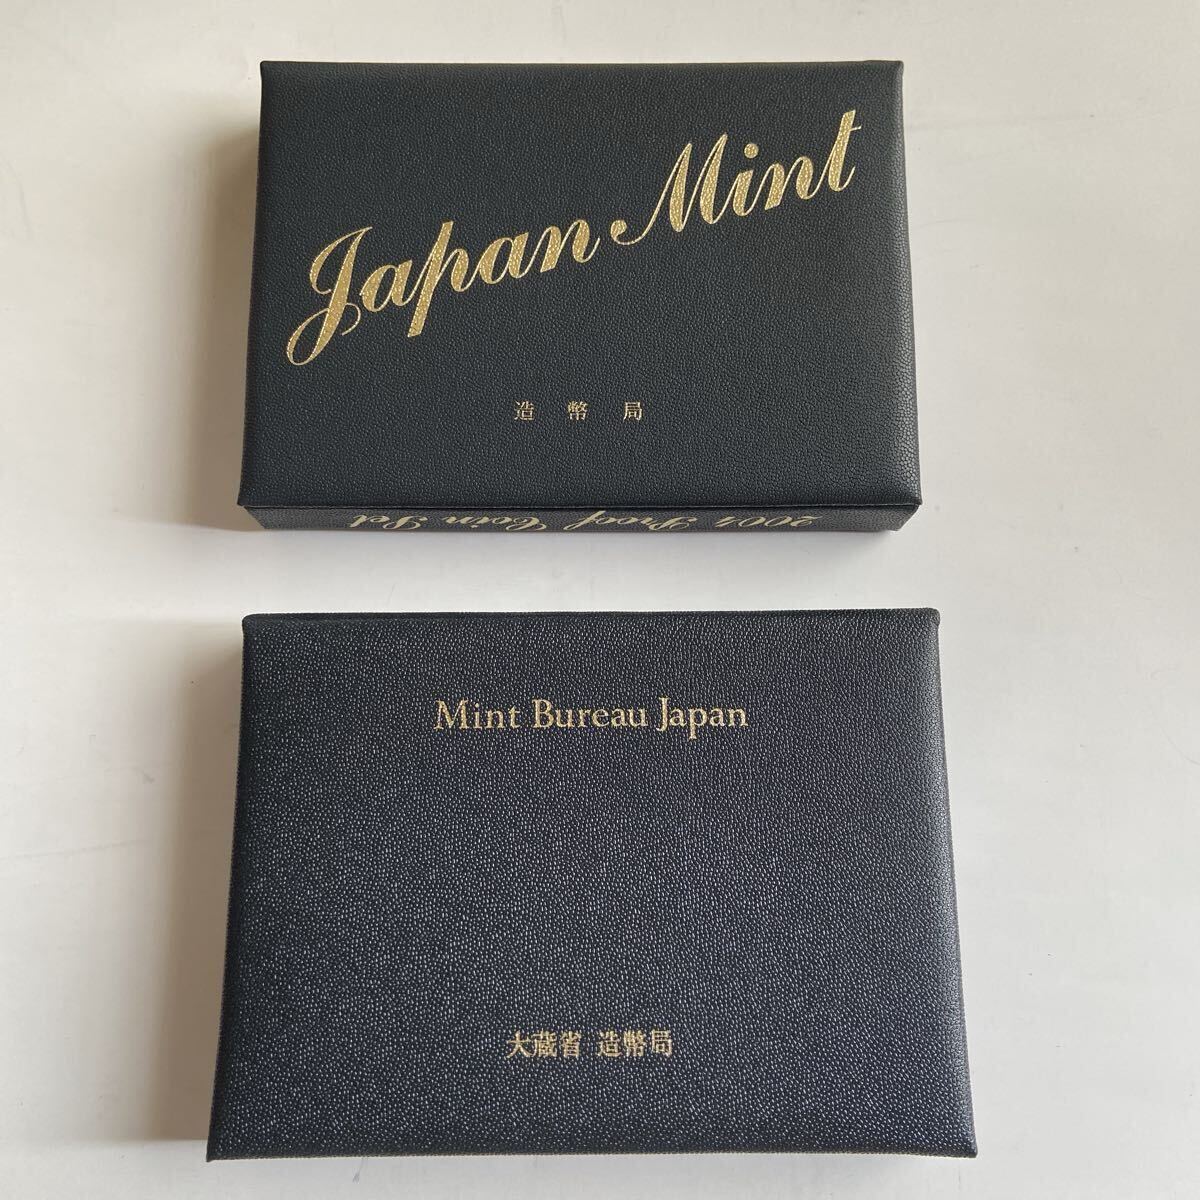 Japan Mint
造幣局
2004 Proof Coin Set
Mint Bureau Japan
大蔵省 造幣局